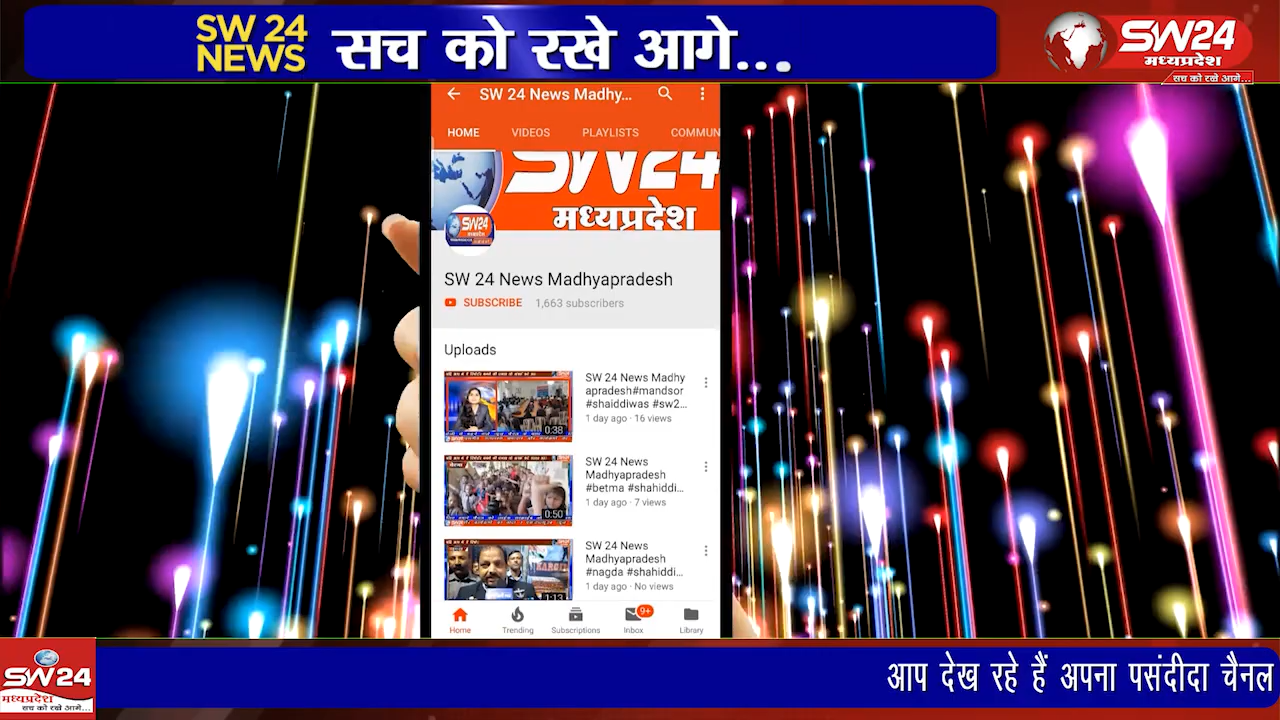 SW 24
NEWS
सच को रखे आगे...
SW24
मध्यप्रदेश
सच को रखे आगे...
SW 24 News Madhy...
HOME VIDEOS PLAYLISTS COMMUN
SW24
मध्यप्रदेश
SW24
SW 24 News Madhyapradesh
SUBSCRIBE 1,663 subscribers
Uploads
SW 24 News Madhy
apradesh#mandsor
#shaiddiwas #sw2...
1 day ago · 16 views
0:38
SW 24 News
Madhyapradesh
#betma #shahiddi...
1 day ago · 7 views
0:50
SW 24 News
Madhyapradesh
#nagda #shahiddi...
1 day ago · No views
1:13
9+
Home Trending Subscriptions Inbox Library
SW24
मध्यप्रदेश
सच को रखे आगे...
आप देख रहे हैं अपना पसंदीदा चैनल